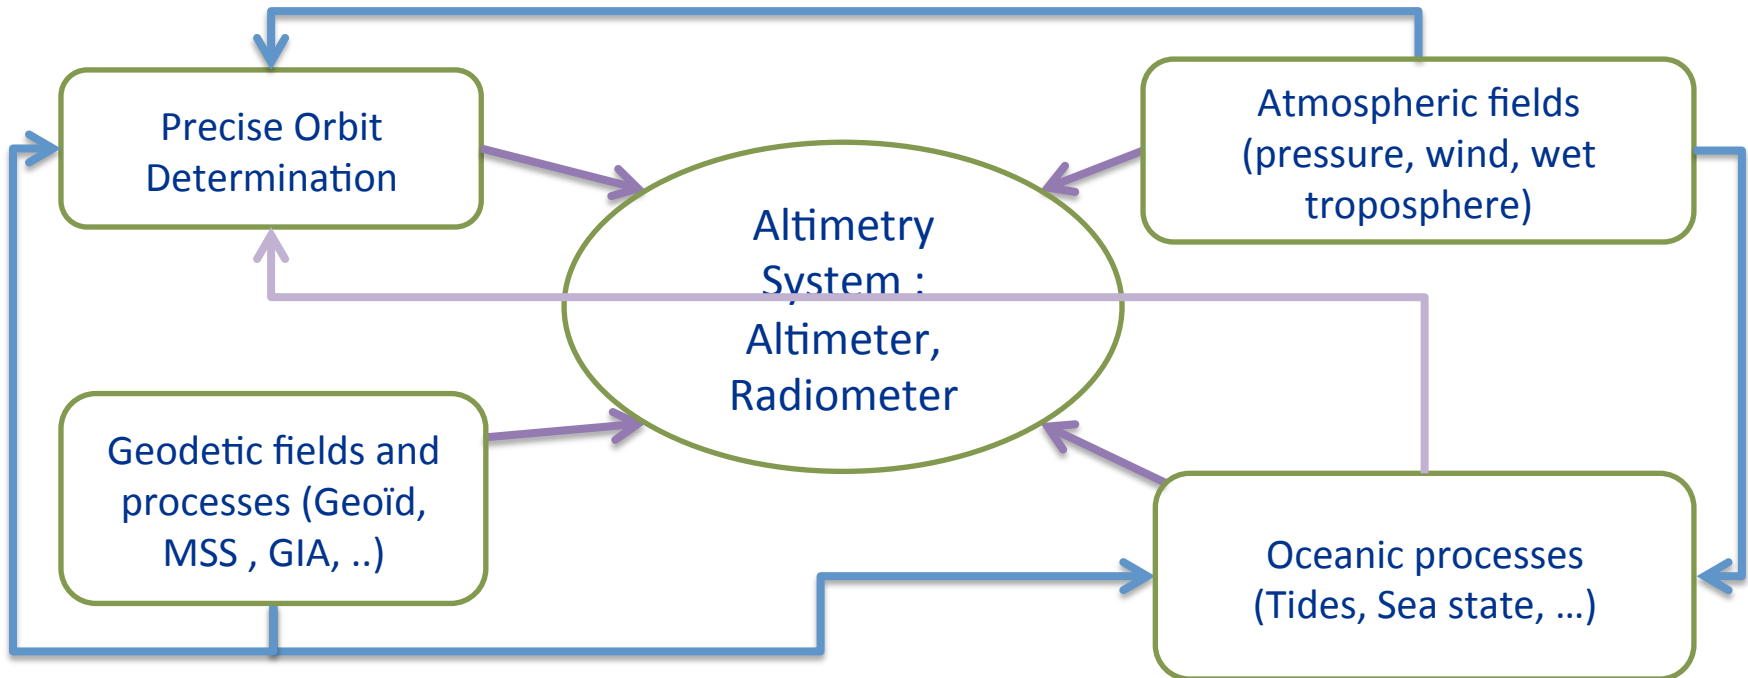 Precise Orbit
Determination
Atmospheric fields
(pressure, wind, wet
troposphere)
Altimetry
System :
Altimeter,
Radiometer
Geodetic fields and
processes (Geoïd,
MSS , GIA, ..)
Oceanic processes
(Tides, Sea state, ...)